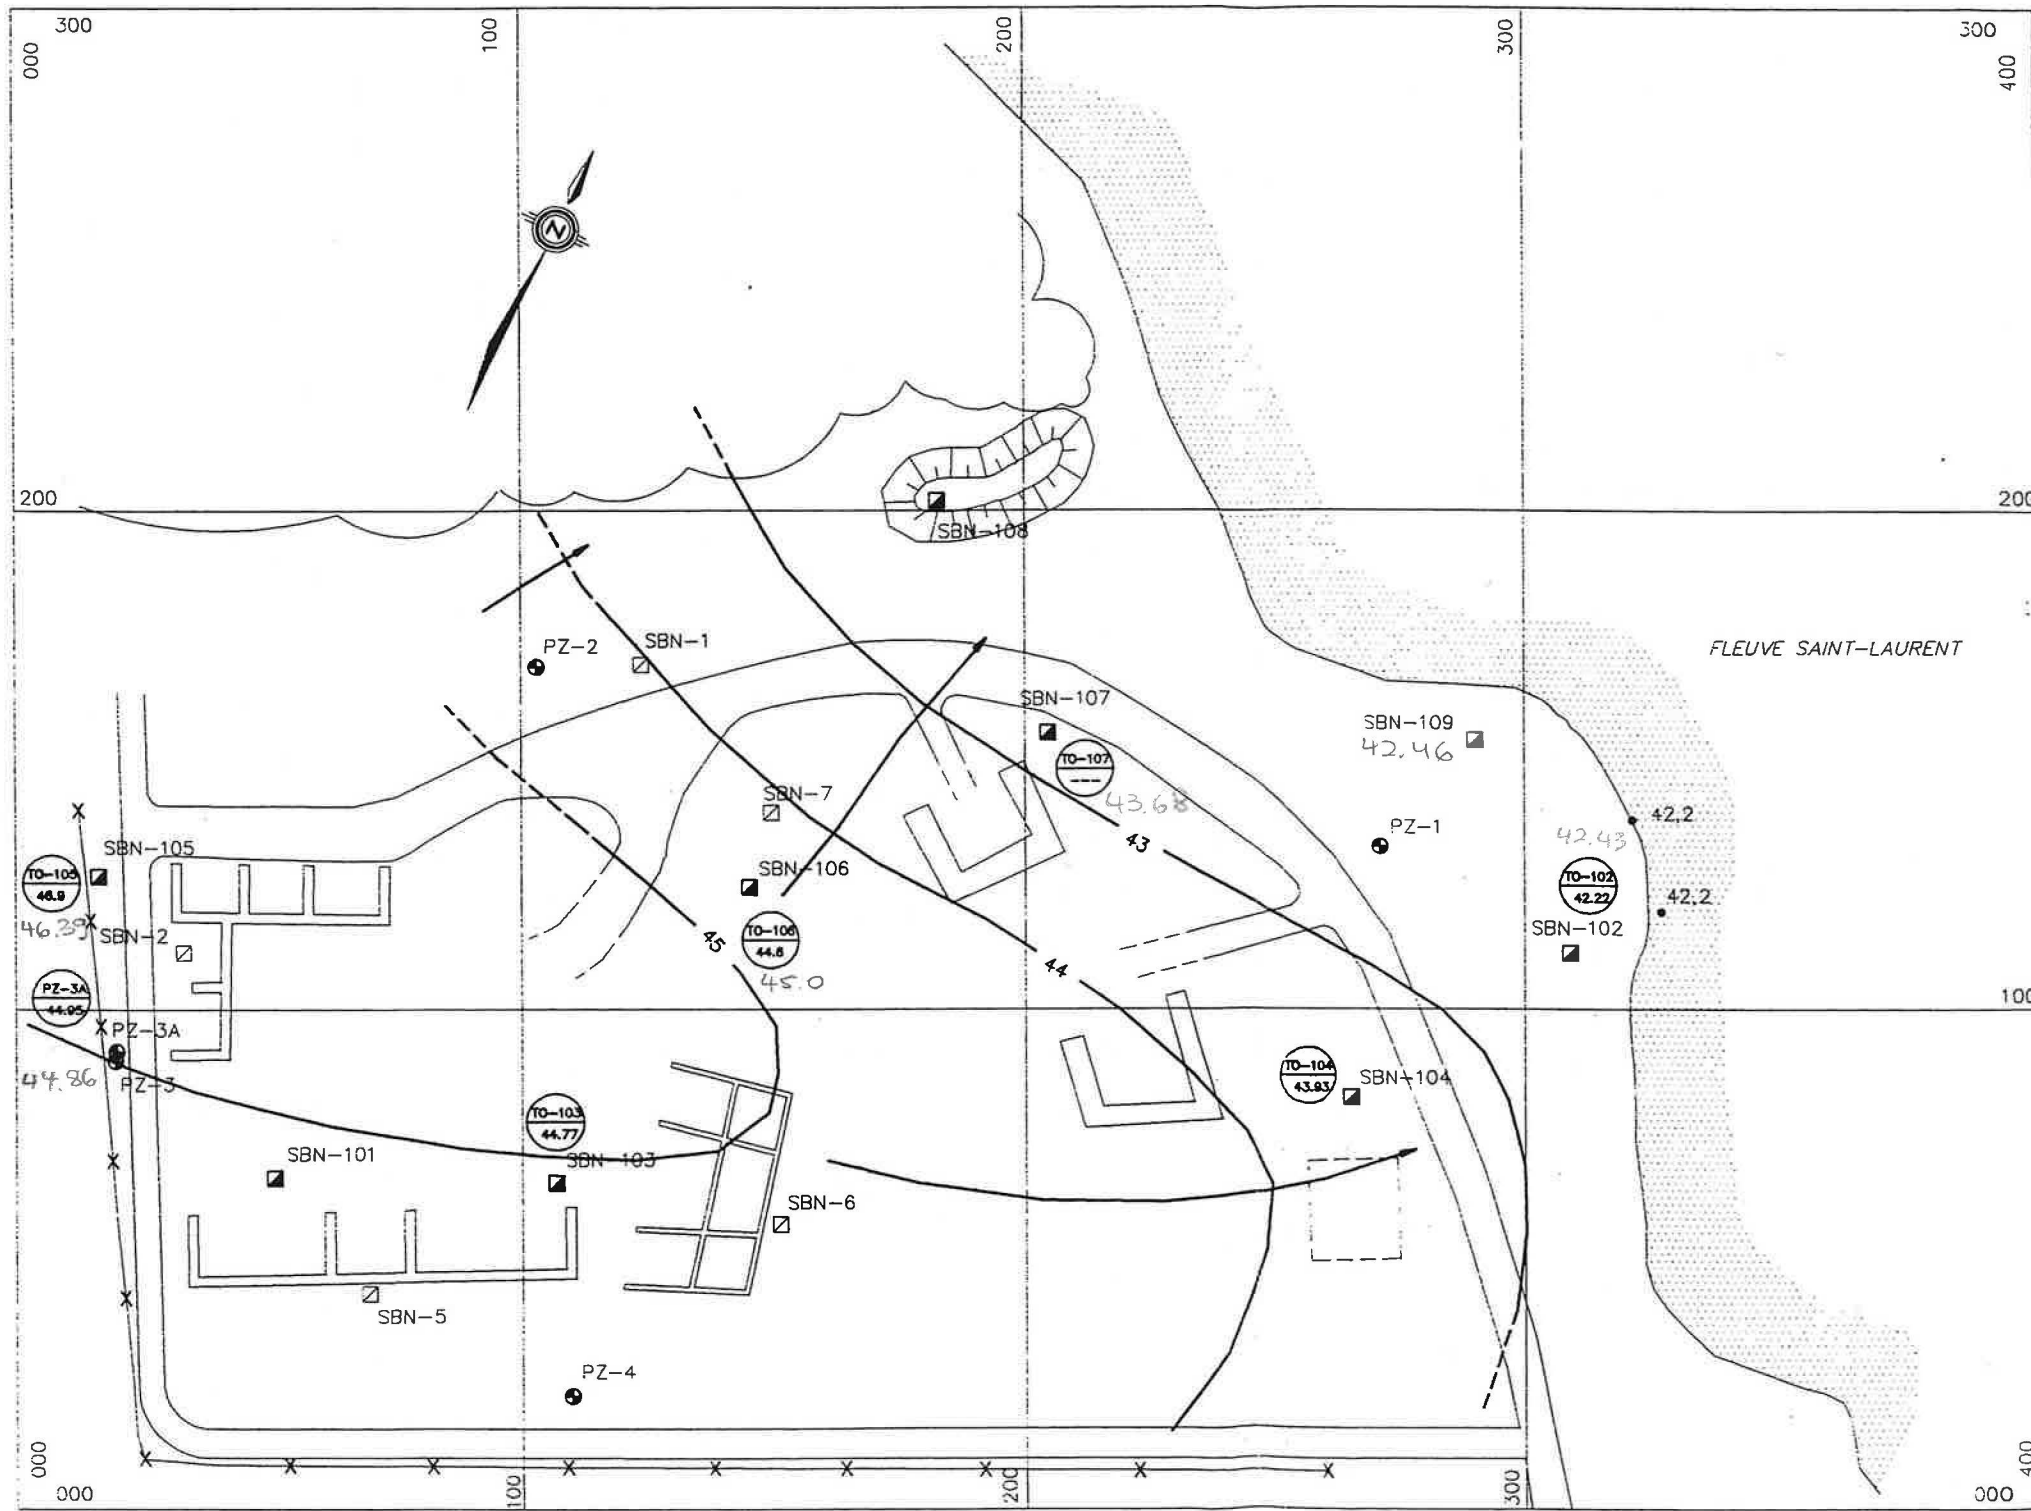 300
000
100
200
300
300
400
N
200
200
SBN-108
FLEUVE SAINT-LAURENT
PZ-2
SBN-1
SBN-107
SBN-109
42.46
TO-107
----
43.68
SBN-7
PZ-1
42,2
42.43
SBN-105
TO-105
46.9
SBN-106
TO-102
42.22
42,2
43
46.39
SBN-2
45
TO-106
44.6
45.0
SBN-102
44
PZ-3A
44.95
100
PZ-3A
44.86
PZ-3
TO-104
43.93
SBN-104
TO-103
44.77
SBN-101
SBN-103
SBN-6
SBN-5
PZ-4
000
000
100
200
300
400
000